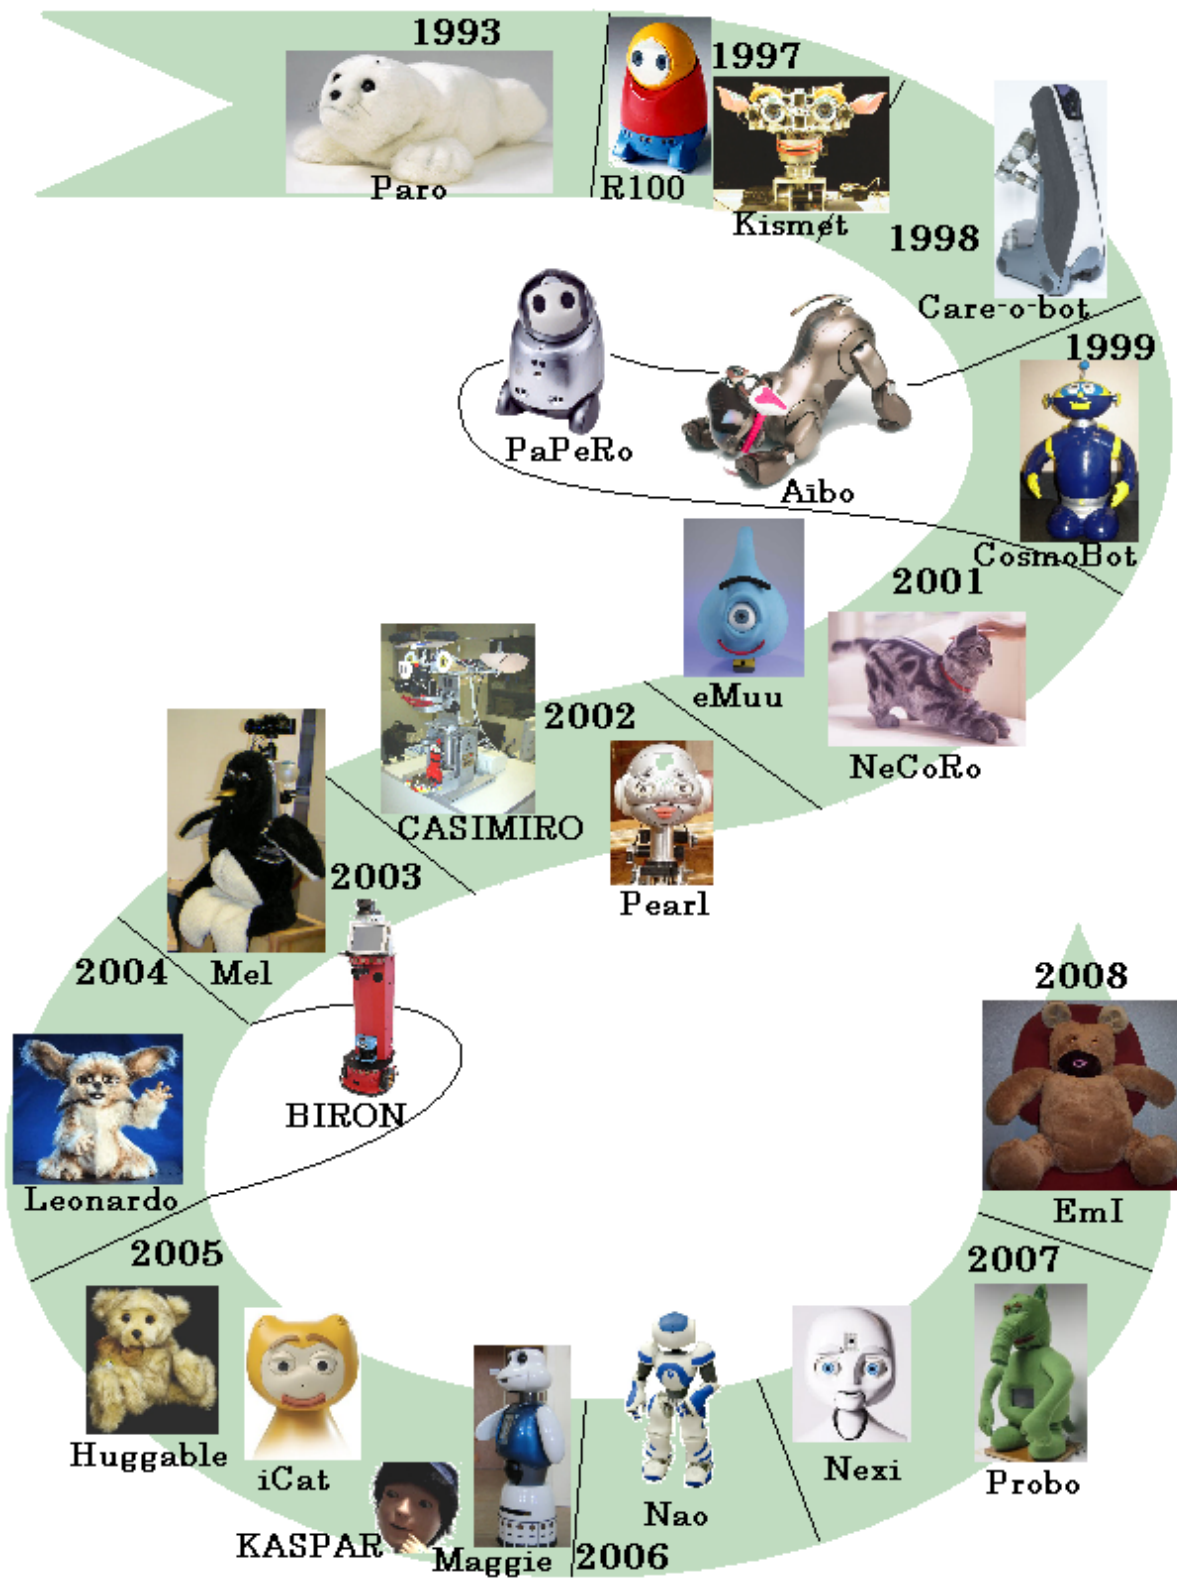 1993
Paro
R100
1997
Kismet
1998
Care-o-bot
1999
CosmoBot
Aibo
PaPeRo
2001
eMuu
NeCoRo
2002
Pearl
CASIMIRO
2003
Mel
BIRON
2004
Leonardo
2005
Huggable
iCat
KASPAR
Maggie
2006
Nao
Nexi
2007
Probo
2008
EmI